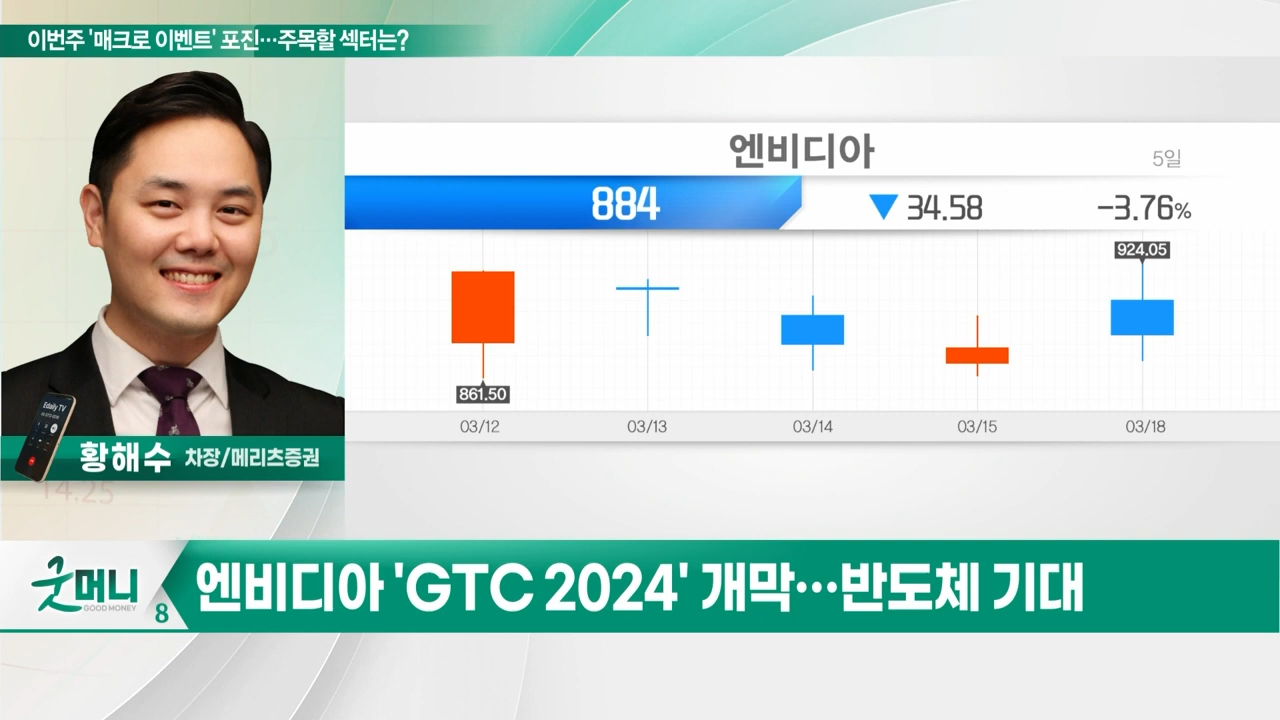 이번주 '매크로 이벤트' 포진…주목할 섹터는?
엔비디아
5일
884
▼ 34.58
-3.76%
924.05
861.50
03/12
03/13
03/14
03/15
03/18
Edaily TV
황해수 차장/메리츠증권
14.25
굿머니
GOOD MONEY
8
엔비디아 'GTC 2024' 개막…반도체 기대